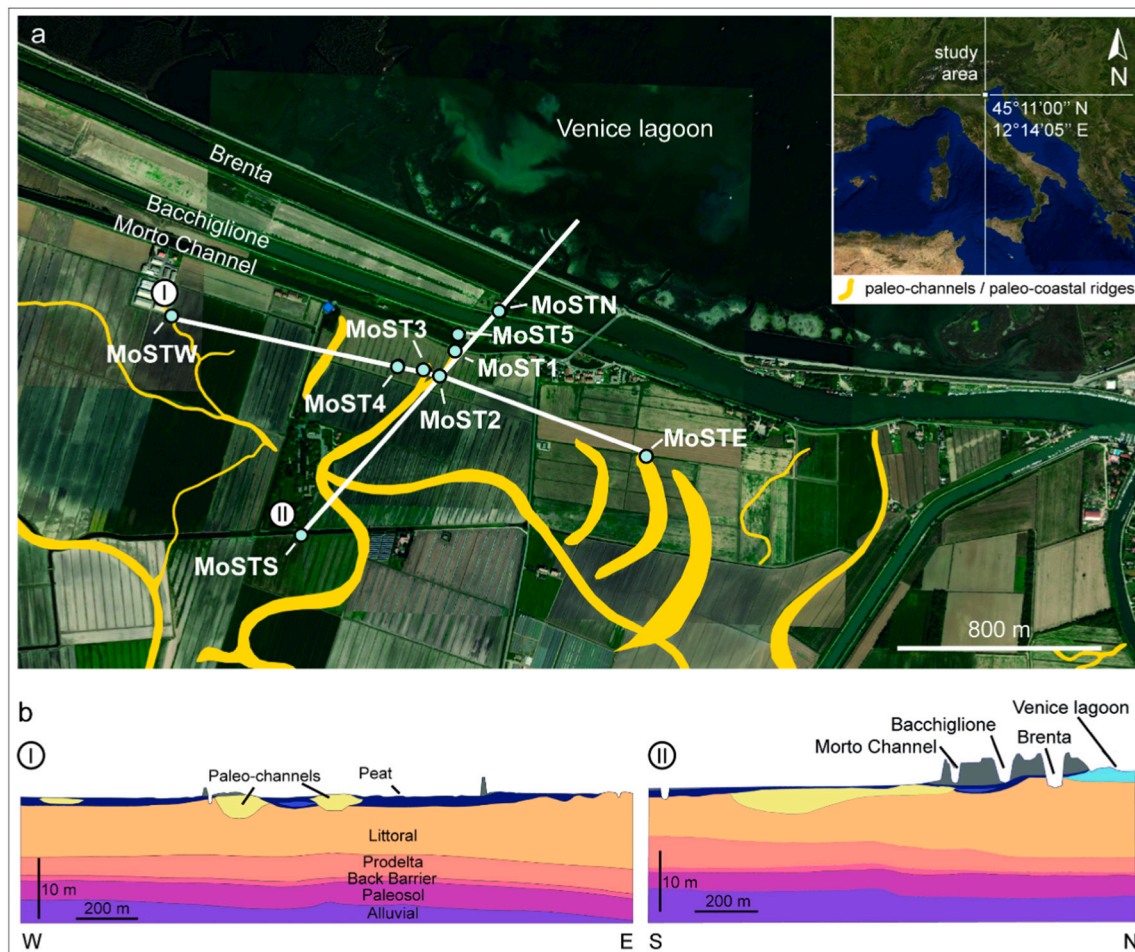 a
study
area
N
45°11'00'' N
12°14'05'' E
paleo-channels / paleo-coastal ridges
Venice lagoon
Brenta
Bacchiglione
Morto Channel
I
MoSTW
MoST3
MoSTN
MoST5
MoST1
MoST4
MoST2
MoSTE
II
MoSTS
800 m
b
I
Paleo-channels
Peat
Littoral
Prodelta
Back Barrier
Paleosol
Alluvial
10 m
200 m
W
E
II
Morto Channel
Bacchiglione
Brenta
Venice lagoon
10 m
200 m
S
N